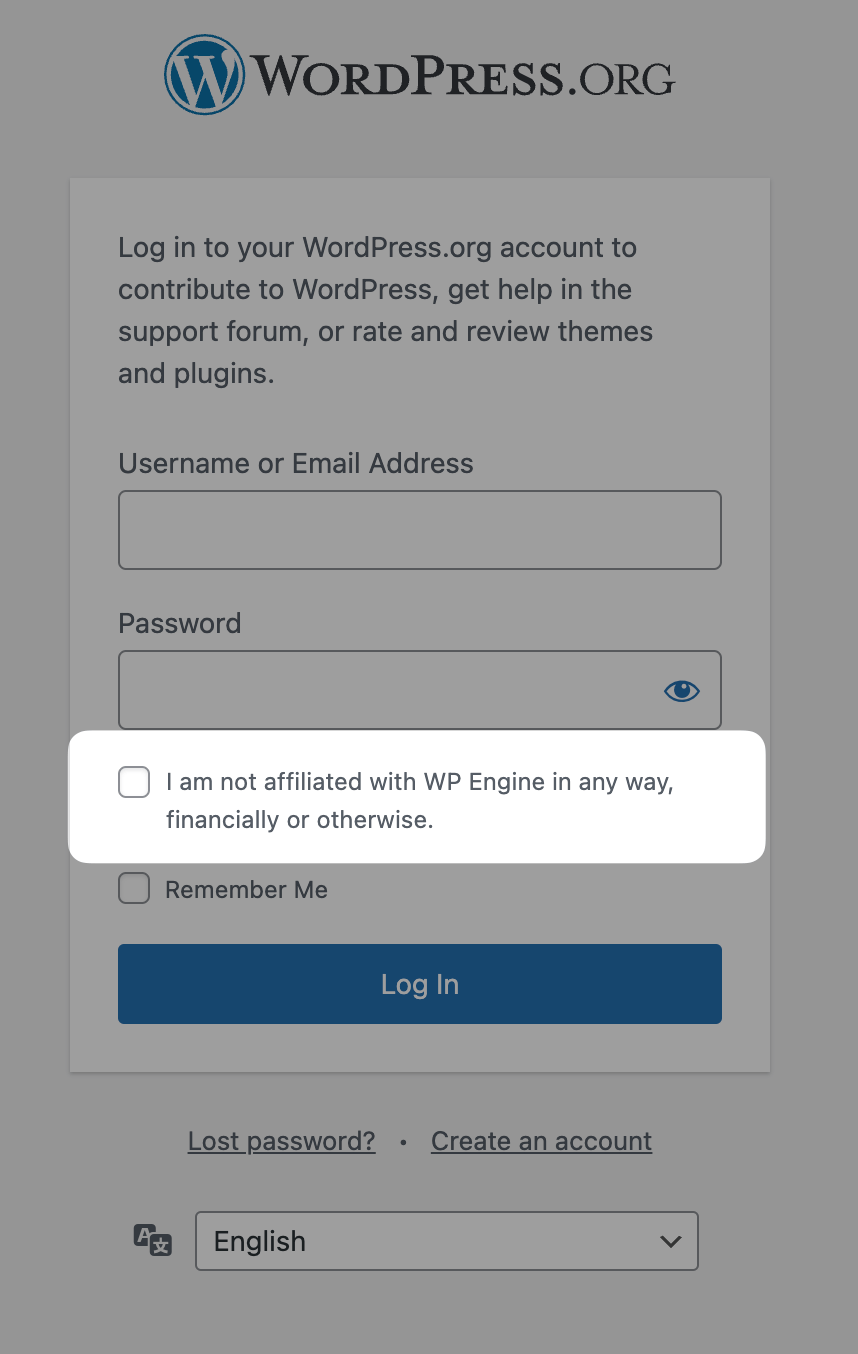 WORDPRESS.ORG
Log in to your WordPress.org account to
contribute to WordPress, get help in the
support forum, or rate and review themes
and plugins.
Username or Email Address
Password
I am not affiliated with WP Engine in any way,
financially or otherwise.
Remember Me
Log In
Lost password? • Create an account
English